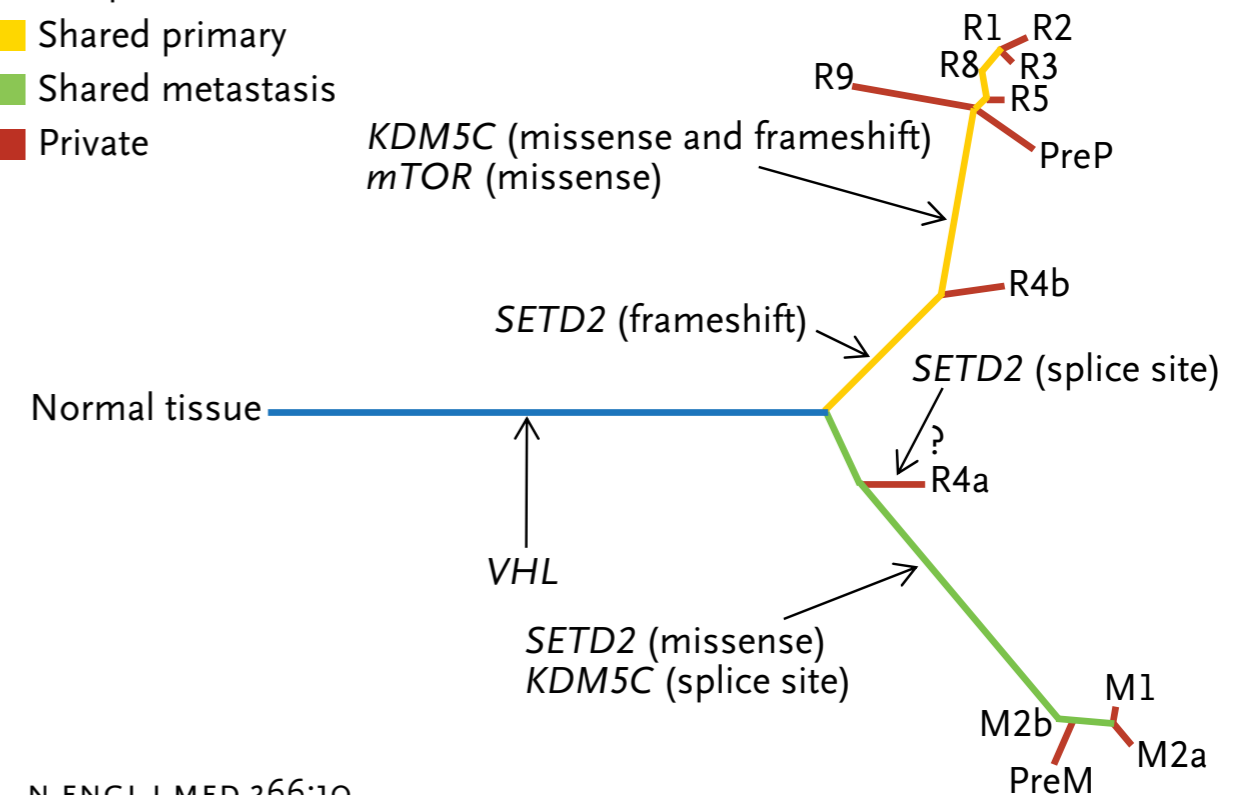 Shared primary
Shared metastasis
Private
R1
R2
R8
R3
R9
R5
KDM5C (missense and frameshift)
mTOR (missense)
PreP
R4b
SETD2 (frameshift)
SETD2 (splice site)
Normal tissue
?
R4a
VHL
SETD2 (missense)
KDM5C (splice site)
M1
M2b
M2a
PreM